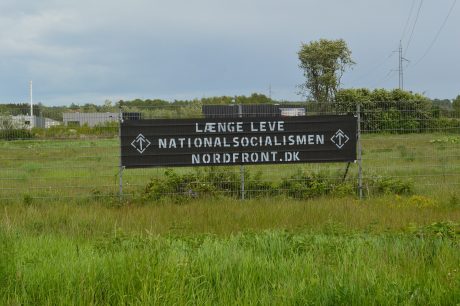 LÆNGE LEVE
NATIONALSOCIALISMEN
NORDFRONT.DK